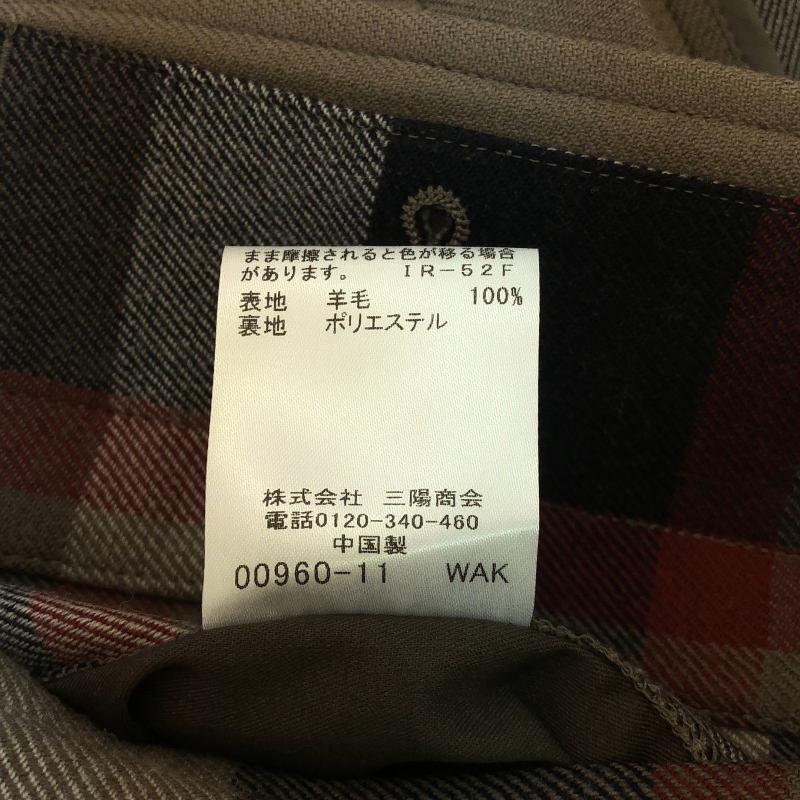 まま摩擦されると色が移る場合
があります。 IR-52F
表地 羊毛 100%
裏地 ポリエステル
株式会社 三陽商会
電話0120-340-460
中国製
00960-11 WAK